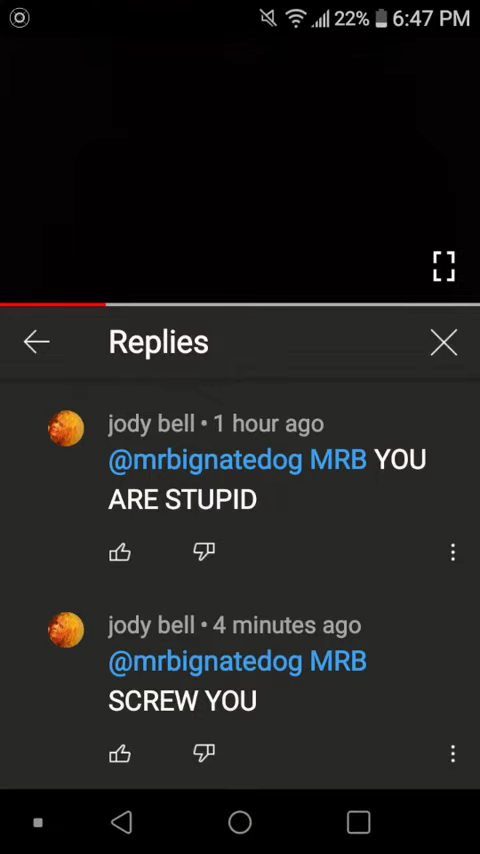 22% 6:47 PM
Replies
jody bell • 1 hour ago
@mrbignatedog MRB YOU
ARE STUPID
jody bell • 4 minutes ago
@mrbignatedog MRB
SCREW YOU